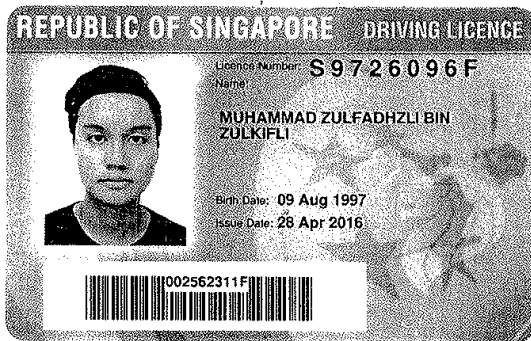 REPUBLIC OF SINGAPORE DRIVING LICENCE
Licence Number: S9726096F
Name:
MUHAMMAD ZULFADHZLI BIN
ZULKIFLI
Birth Date: 09 Aug 1997
Issue Date: 28 Apr 2016
002562311F